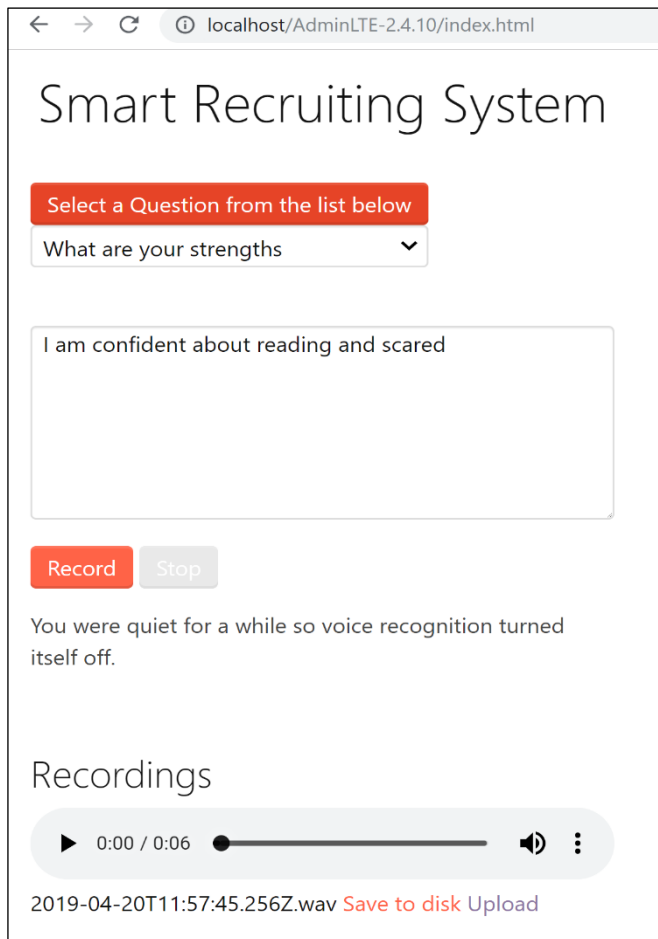 localhost/AdminLTE-2.4.10/index.html
Smart Recruiting System
Select a Question from the list below
What are your strengths
I am confident about reading and scared
Record Stop
You were quiet for a while so voice recognition turned
itself off.
Recordings
0:00 / 0:06
2019-04-20T11:57:45.256Z.wav Save to disk Upload